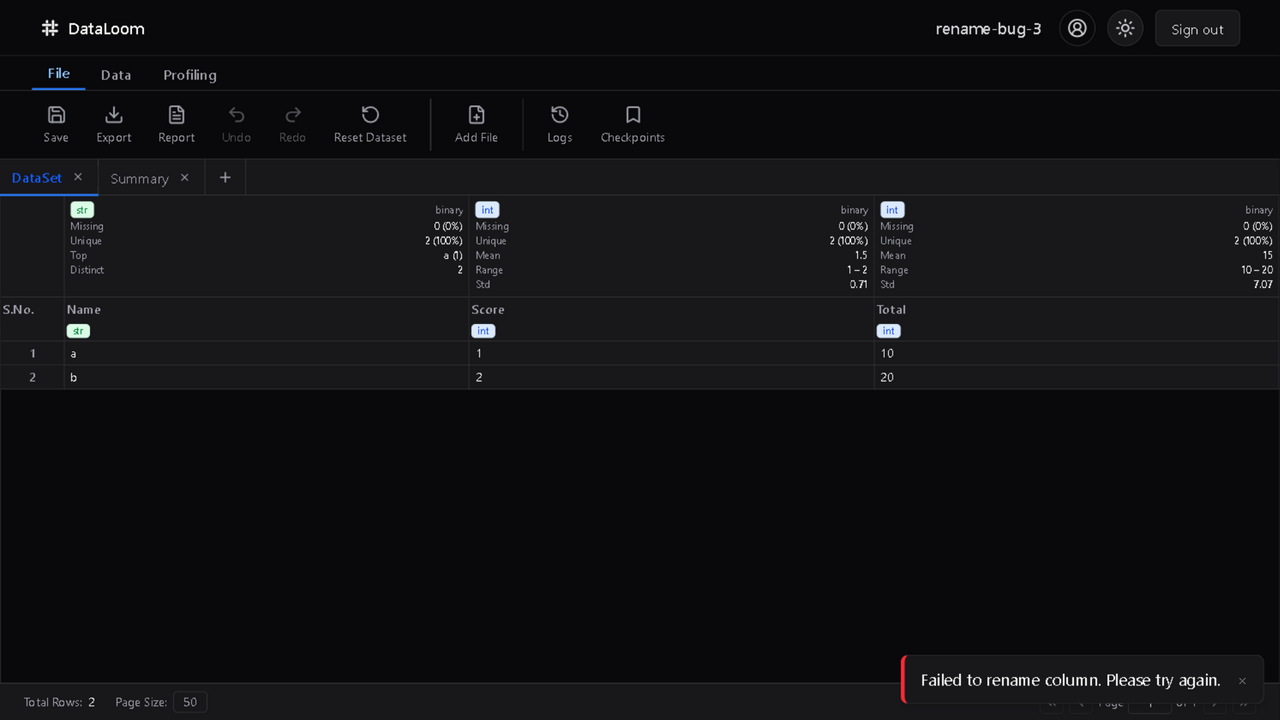 DataLoom
rename-bug-3
Sign out
File
Data
Profiling
Save
Export
Report
Undo
Redo
Reset Dataset
Add File
Logs
Checkpoints
DataSet
Summary
str binary
Missing 0 (0%)
Unique 2 (100%)
Top a (1)
Distinct 2
int binary
Missing 0 (0%)
Unique 2 (100%)
Mean 1.5
Range 1 – 2
Std 0.71
int binary
Missing 0 (0%)
Unique 2 (100%)
Mean 15
Range 10 – 20
Std 7.07
S.No. Name Score Total
str int int
1 a 1 10
2 b 2 20
Failed to rename column. Please try again.
Total Rows: 2 Page Size: 50